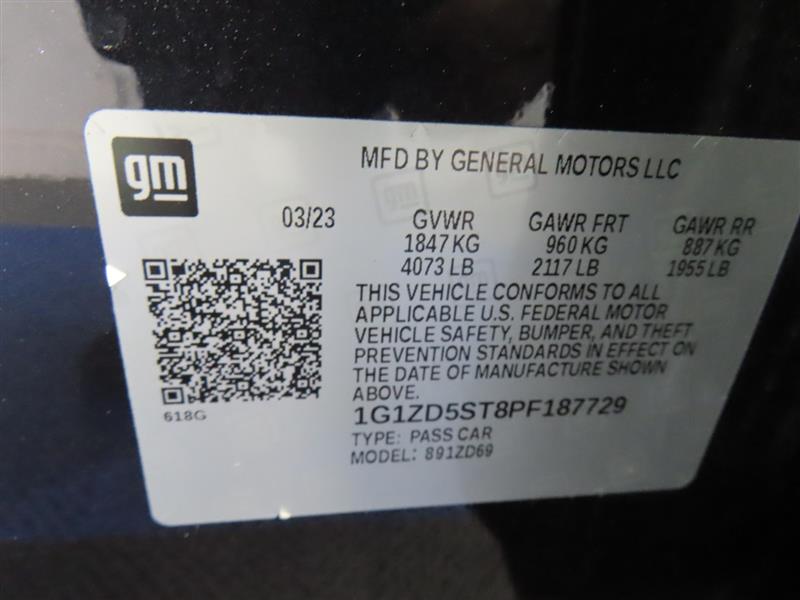 gm
MFD BY GENERAL MOTORS LLC
03/23 GVWR GAWR FRT GAWR RR
1847 KG 960 KG 887 KG
4073 LB 2117 LB 1955 LB
THIS VEHICLE CONFORMS TO ALL
APPLICABLE U.S. FEDERAL MOTOR
VEHICLE SAFETY, BUMPER, AND THEFT
PREVENTION STANDARDS IN EFFECT ON
THE DATE OF MANUFACTURE SHOWN
ABOVE.
618G
1G1ZD5ST8PF187729
TYPE: PASS CAR
MODEL: 891ZD69